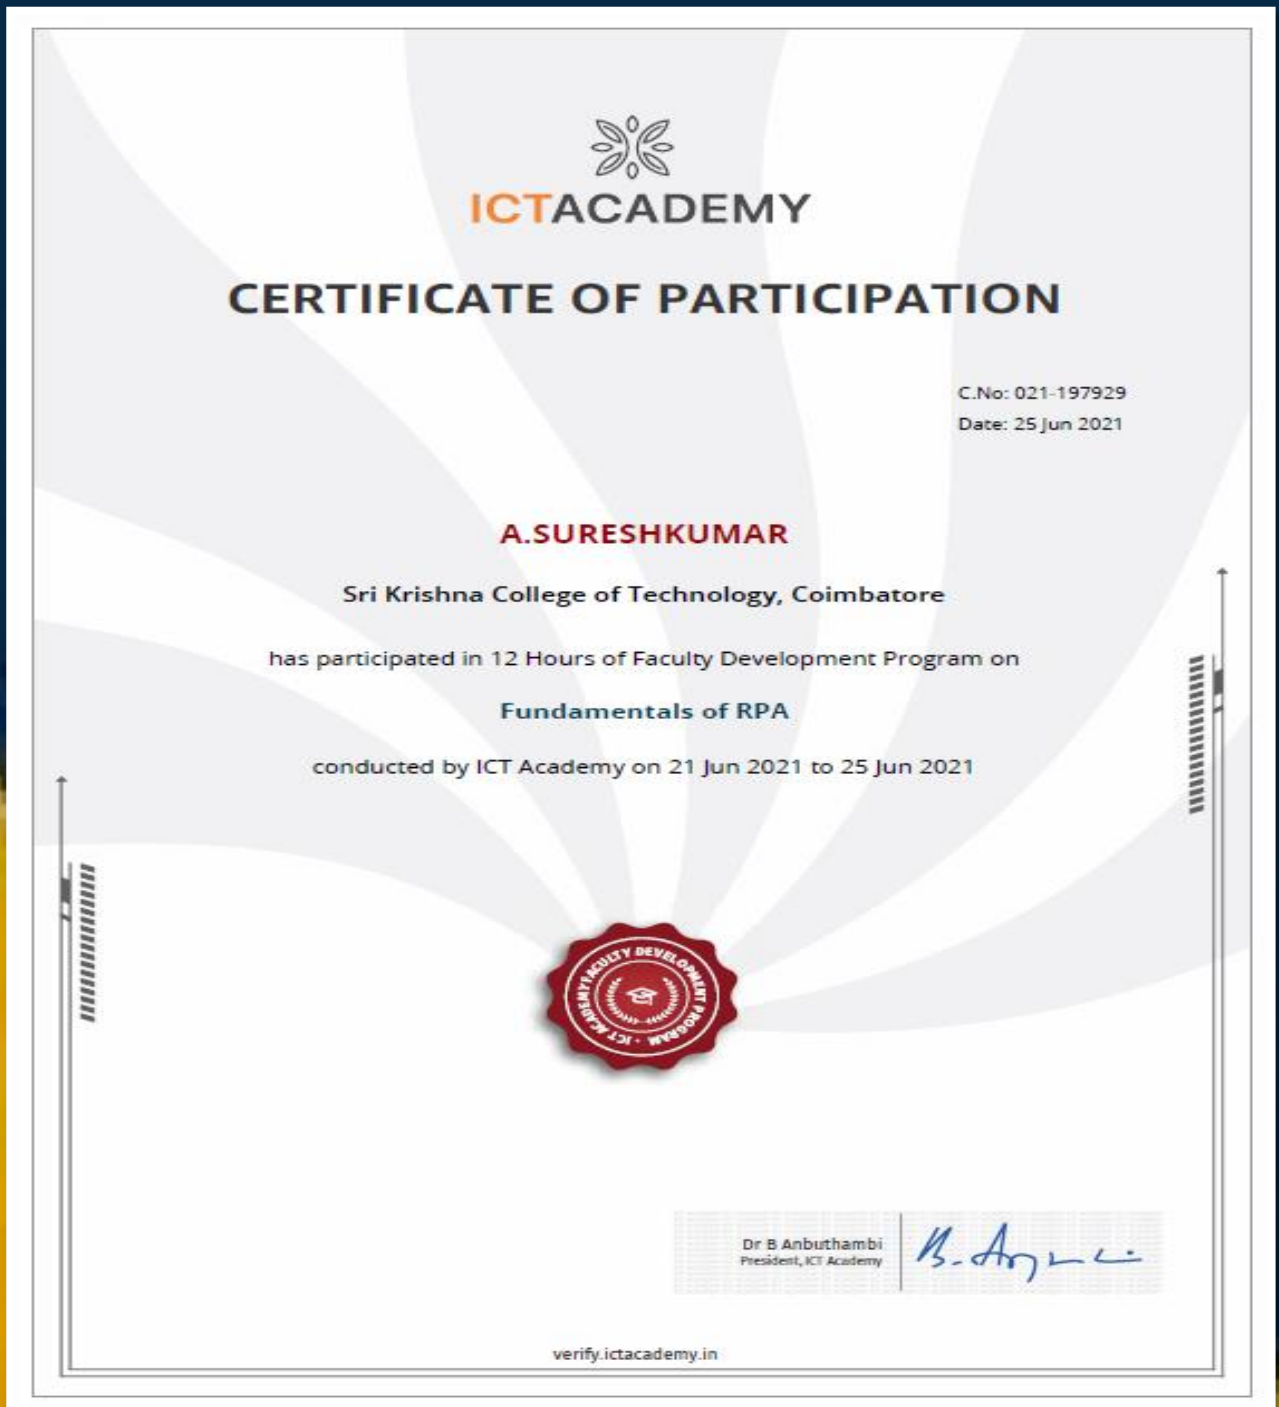 ICTACADEMY
CERTIFICATE OF PARTICIPATION
C.No: 021-197929
Date: 25 Jun 2021
A.SURESHKUMAR
Sri Krishna College of Technology, Coimbatore
has participated in 12 Hours of Faculty Development Program on
Fundamentals of RPA
conducted by ICT Academy on 21 Jun 2021 to 25 Jun 2021
ICT ACADEMY FACULTY DEVELOPMENT PROGRAM
Dr B Anbuthambi
President, ICT Academy
verify.ictacademy.in